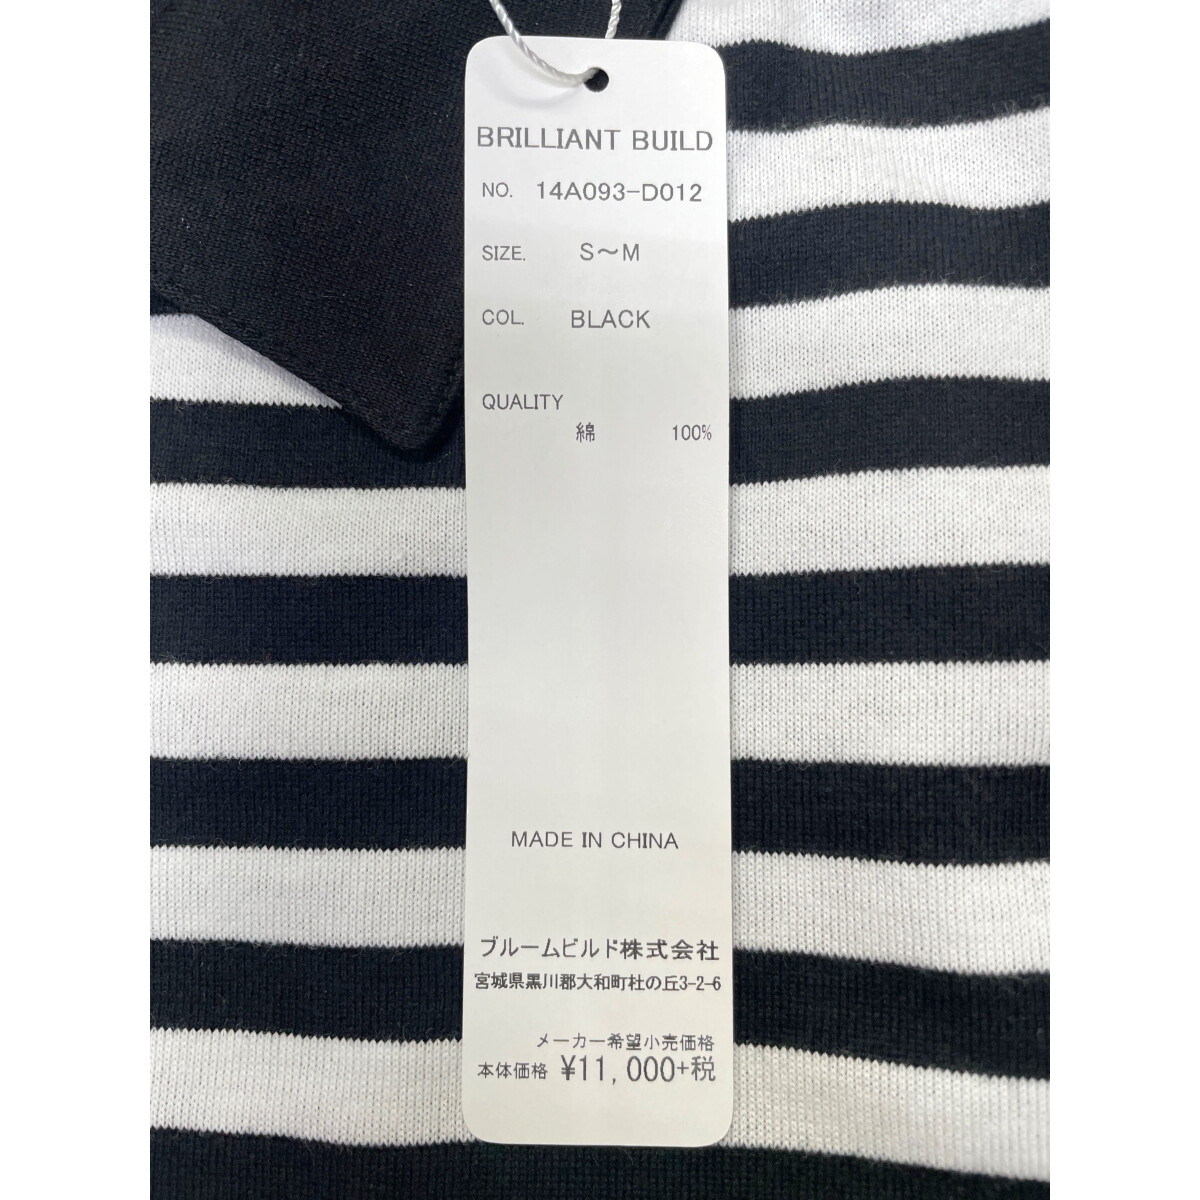 BRILLIANT BUILD
NO. 14A093-D012
SIZE. S～M
COL. BLACK
QUALITY
綿 100%
MADE IN CHINA
ブルームビルド株式会社
宮城県黒川郡大和町杜の丘3-2-6
メーカー希望小売価格
本体価格 ¥11,000+税